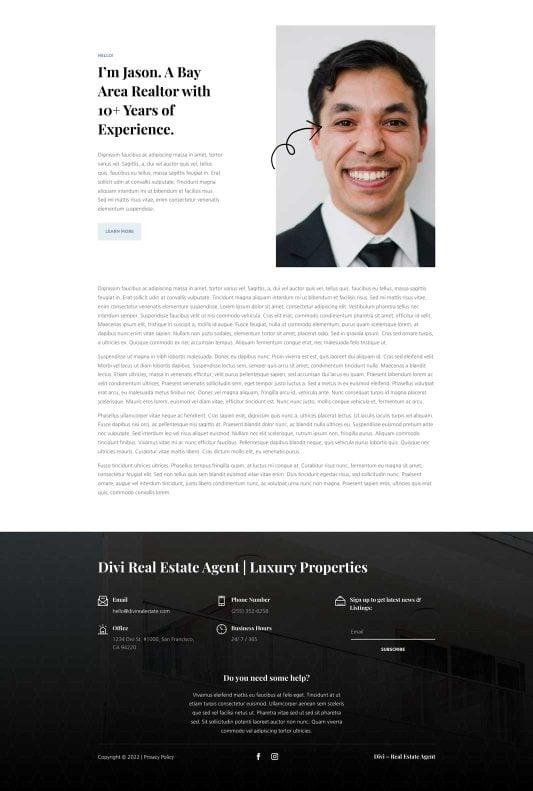 HELLO!
I'm Jason. A Bay
Area Realtor with
10+ Years of
Experience.
Dignissim faucibus ac adipiscing massa in amet, tortor
varius vel. Sagittis, a, dui vel auctor quis vel, tellus
quis, faucibus eu tellus, massa sagittis feugiat in. Erat
sollicit udin at convallis vulputate. Tincidunt magna
aliquam interdum mi ut bibendum et facilisis risus.
Sed mi mattis risus vitae, enim consectetur venenatis
elementum suspendisse.
LEARN MORE
Dignissim faucibus ac adipiscing massa in amet, tortor varius vel. Sagittis, a, dui vel auctor quis vel, tellus quis, faucibus eu tellus, massa sagittis
feugiat in. Erat sollicit udin at convallis vulputate. Tincidunt magna aliquam interdum mi ut bibendum et facilisis risus. Sed mi mattis risus vitae,
enim consectetur venenatis elementum suspendisse. Lorem ipsum dolor sit amet, consectetur adipiscing elit. Vestibulum pharetra urna sed lectus nec
interdum semper. Suspendisse faucibus velit ut nisi commodo vehicula. Cras elit erat, commodo condimentum pharetra id, mollis eleifend velit.
Maecenas ipsum elit, tristique in suscipit a, mollis id augue. Fusce feugiat, nulla ut commodo elementum, purus quam scelerisque lorem, at
dapibus nunc enim vitae sapien. Nullam non justo sodales, elementum tortor sit amet, placerat odio. Sed in gravida ipsum. Cras sed ornare turpis,
a ultricies ex. Quisque commodo ex nec accumsan tempus. Aliquam fermentum congue erat, nec malesuada felis tristique ut.
Suspendisse ut magna in nibh lobortis malesuada. Donec eu dapibus nunc. Proin viverra est est, quis laoreet dui aliquam id. Cras sed eleifend velit.
Morbi vel lacus ut diam lobortis dapibus. Suspendisse luctus sem, semper quis arcu sit amet, condimentum tincidunt nulla. Maecenas a blandit
lectus. Etiam ultricies, massa in vestibulum varius, purus velit pellentesque sapien, sed accumsan dui lacus eu quam. Praesent bibendum lorem ac
velit condimentum ultrices. Praesent venenatis sollicitudin sem, eget tempor justo luctus a. Sed a metus in ex euismod eleifend. Phasellus volutpat
erat arcu, eu malesuada metus finibus nec. Donec vel magna aliquam, fringilla arcu id, vehicula ante. Nunc consequat turpis id magna placerat
scelerisque. Mauris eros lorem, euismod vel diam vitae, efficitur tincidunt est. Nunc nunc justo, mollis congue vehicula et, fermentum ac arcu.
Phasellus ullamcorper vitae neque ac hendrerit. Cras sapien erat, dignissim quis nunc a, ultrices placerat lectus. Ut iaculis iaculis turpis vel aliquam.
Fusce dapibus nisi orci, ac pellentesque nisi sagittis at. Praesent blandit dolor nunc, ac blandit nulla ultrices eu. Suspendisse euismod pretium ante
nec vulputate. Sed interdum leo vel risus aliquet euismod. Nullam nec elit scelerisque, rutrum ipsum non, fringilla purus. Aliquam commodo
tincidunt finibus. Vivamus vitae mi ac nunc efficitur faucibus. Pellentesque dapibus blandit neque, quis vehicula purus lobortis quis. Quisque nec
ultricies mauris. Curabitur vitae mattis libero. Cras dictum mollis elit, eu venenatis purus.
Fusce tincidunt ultrices ultrices. Phasellus tempus fringilla quam, at luctus mi congue at. Curabitur risus nunc, fermentum eu magna sit amet,
consectetur feugiat elit. Sed non tellus quis sem blandit euismod vitae vitae enim. Duis tincidunt egestas risus, sed sollicitudin nunc. Praesent
ornare, augue vel interdum tincidunt, justo libero condimentum nunc, ac volutpat urna nunc non magna. Praesent sapien eros, ultricies quis erat
quis, commodo convallis lorem.
Divi Real Estate Agent | Luxury Properties
Email
hello@divirealestate.com
Phone Number
(255) 352-6258
Sign up to get latest news &
Listings:
Office
1234 Divi St. #1000, San Francisco,
CA 94220
Business Hours
24/ 7 / 365
Email
SUBSCRIBE
Do you need some help?
Vivamus eleifend mattis eu faucibus at felis eget. Tincidunt at ut
etiam turpis consectetur euismod. Ullamcorper aenean sem sceleris
que sed vel facilisi netus ut. Pharetra vitae sed ut sed sit pharetra
sed. Sit sollicitudin potenti laoreet auctor non nunc. Quam viverra
commodo vel adipiscing tortor ultricies.
Copyright © 2022 | Privacy Policy
Divi – Real Estate Agent